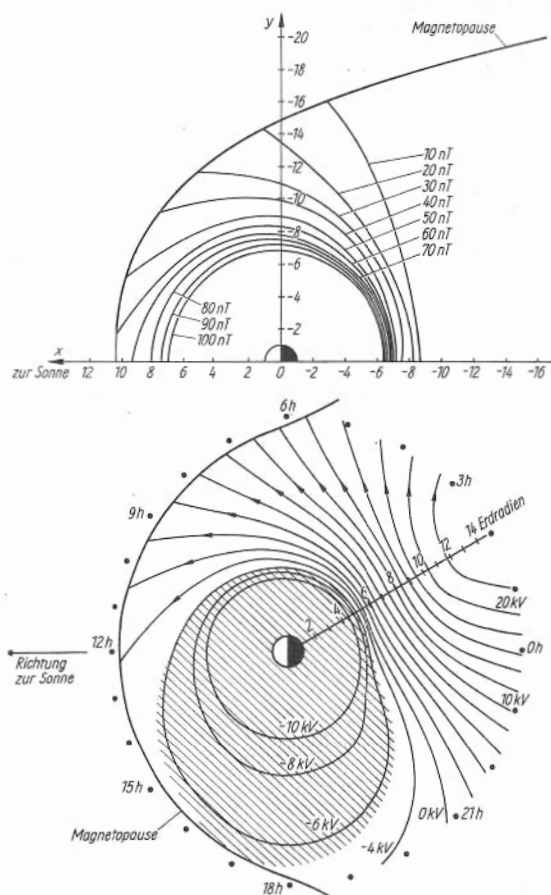 y
-20
Magnetopause
-18
-16
-14
-12
-10
-8
-6
-4
-2
10 nT
20 nT
30 nT
40 nT
50 nT
60 nT
70 nT
80 nT
90 nT
100 nT
x
zur Sonne
12 10 8 6 4 2 0 -2 -4 -6 -8 -10 -12 -14 -16
6h
3h
9h
2 4 6 8 10 12 14 Erdradien
20 kV
12h
0h
Richtung
zur Sonne
10 kV
-10 kV
-8 kV
15h
-6 kV
0kV
21h
Magnetopause
-4 kV
18h